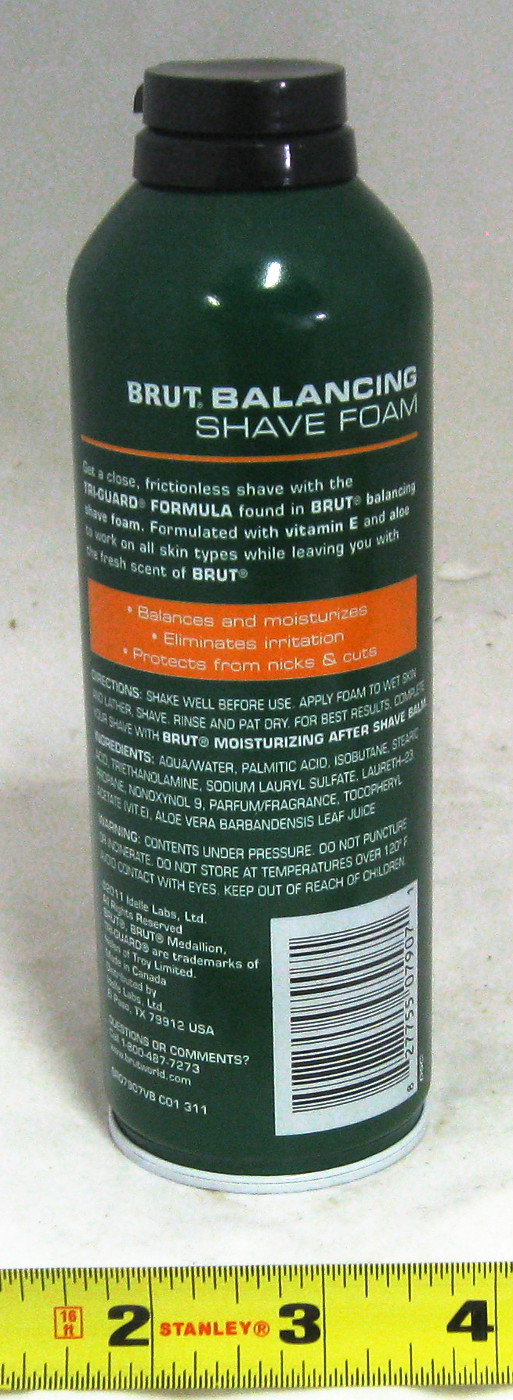 BRUT® BALANCING
SHAVE FOAM
Get a close, frictionless shave with the
TRI-GUARD® FORMULA found in BRUT® balancing
shave foam. Formulated with vitamin E and aloe
to work on all skin types while leaving you with
the fresh scent of BRUT®
• Balances and moisturizes
• Eliminates irritation
• Protects from nicks & cuts
DIRECTIONS: SHAKE WELL BEFORE USE. APPLY FOAM TO WET SKIN
AND LATHER, SHAVE. RINSE AND PAT DRY. FOR BEST RESULTS, COMPLETE
YOUR SHAVE WITH BRUT® MOISTURIZING AFTER SHAVE BALM
INGREDIENTS: AQUA/WATER, PALMITIC ACID, ISOBUTANE, STEARIC
ACID, TRIETHANOLAMINE, SODIUM LAURYL SULFATE, LAURETH-23,
PROPANE, NONOXYNOL 9, PARFUM/FRAGRANCE, TOCOPHERYL
ACETATE (VIT E), ALOE VERA BARBANDENSIS LEAF JUICE
WARNING: CONTENTS UNDER PRESSURE. DO NOT PUNCTURE
OR INCINERATE. DO NOT STORE AT TEMPERATURES OVER 120° F.
AVOID CONTACT WITH EYES. KEEP OUT OF REACH OF CHILDREN.
©2011 Idelle Labs, Ltd.
All Rights Reserved
BRUT®, BRUT® Medallion,
TRI-GUARD® are trademarks of
Helen of Troy Limited.
Made in Canada
Distributed by
Idelle Labs, Ltd.
El Paso, TX 79912 USA
QUESTIONS OR COMMENTS?
Call 1-800-487-7273
www.brutworld.com
C01 311
8 27755 07907 1
16
ft
2 STANLEY® 3 4